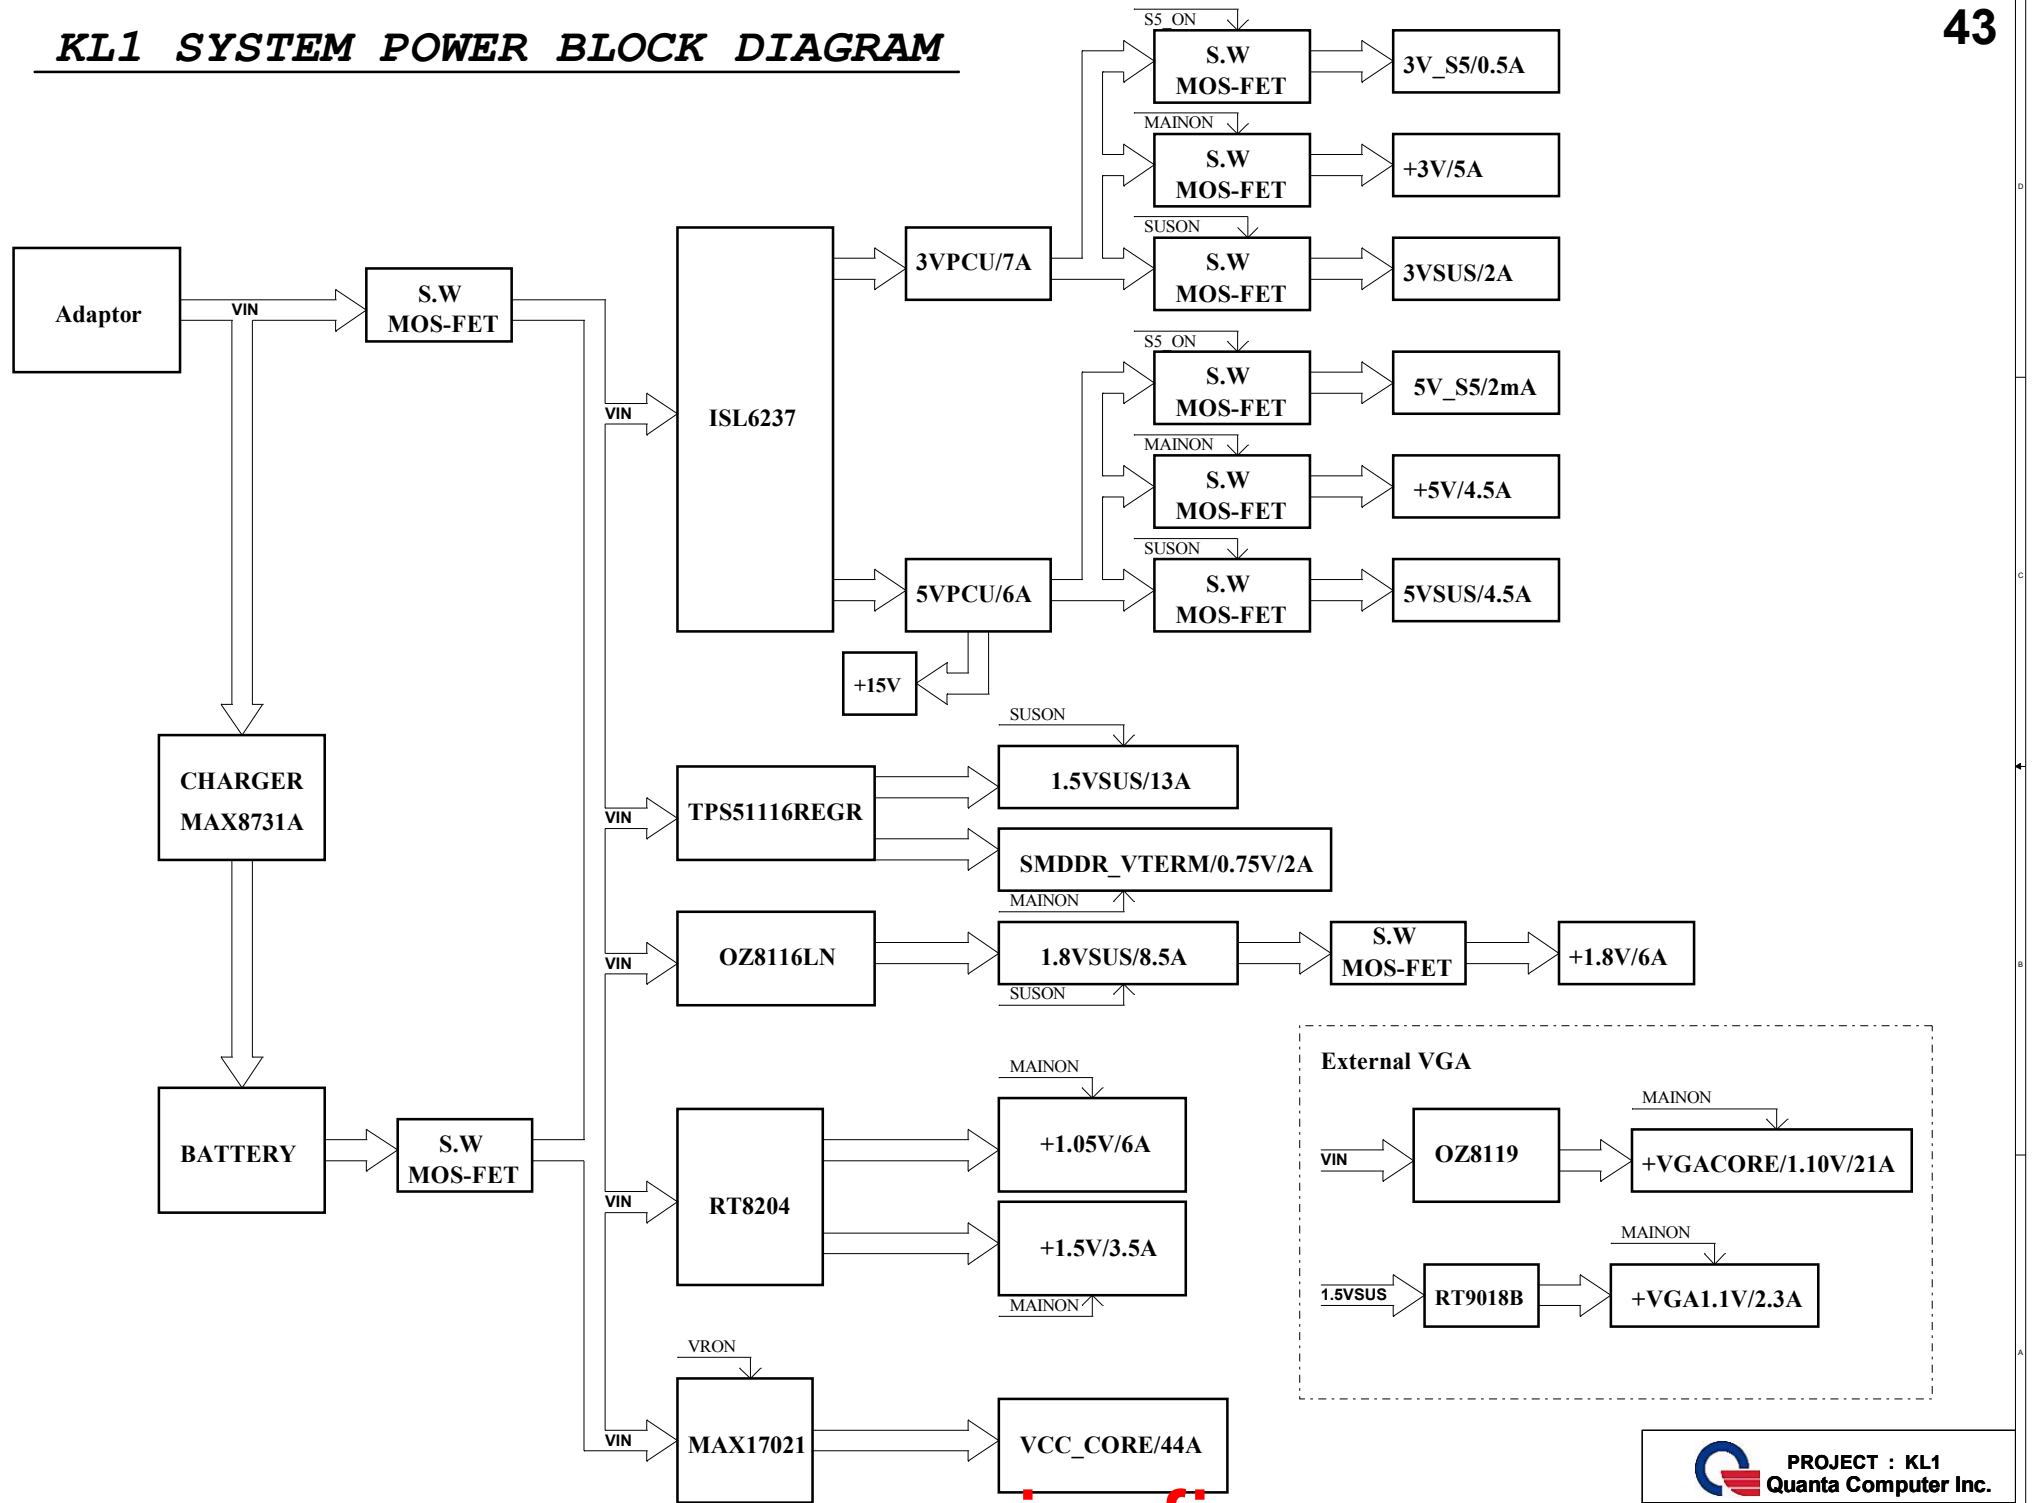 KL1 SYSTEM POWER BLOCK DIAGRAM
43
S5_ON
S.W
MOS-FET
3V_S5/0.5A
MAINON
S.W
MOS-FET
+3V/5A
SUSON
S.W
MOS-FET
3VSUS/2A
3VPCU/7A
Adaptor
VIN
S.W
MOS-FET
VIN
ISL6237
S5_ON
S.W
MOS-FET
5V_S5/2mA
MAINON
S.W
MOS-FET
+5V/4.5A
SUSON
S.W
MOS-FET
5VSUS/4.5A
5VPCU/6A
+15V
CHARGER
MAX8731A
VIN
TPS51116REGR
SUSON
1.5VSUS/13A
SMDDR_VTERM/0.75V/2A
MAINON
VIN
OZ8116LN
1.8VSUS/8.5A
SUSON
S.W
MOS-FET
+1.8V/6A
BATTERY
S.W
MOS-FET
VIN
RT8204
MAINON
+1.05V/6A
+1.5V/3.5A
MAINON
VRON
VIN
MAX17021
VCC_CORE/44A
External VGA
VIN
OZ8119
MAINON
+VGACORE/1.10V/21A
1.5VSUS
RT9018B
MAINON
+VGA1.1V/2.3A
D
C
B
A
PROJECT : KL1
Quanta Computer Inc.